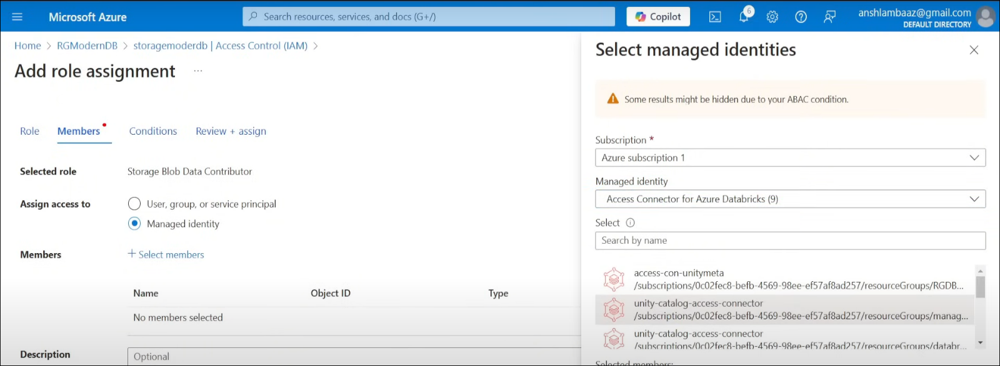 Microsoft Azure
Search resources, services, and docs (G+/)
Copilot
6
anshlambaaz@gmail.com
DEFAULT DIRECTORY
Home > RGModernDB > storagemoderdb | Access Control (IAM) >
Add role assignment ...
Role
Members
Conditions
Review + assign
Selected role
Storage Blob Data Contributor
Assign access to
User, group, or service principal
Managed identity
Members
+ Select members
Name
Object ID
Type
No members selected
Description
Optional
Select managed identities
Some results might be hidden due to your ABAC condition.
Subscription *
Azure subscription 1
Managed identity
Access Connector for Azure Databricks (9)
Select
Search by name
access-con-unitymeta
/subscriptions/0c02fec8-befb-4569-98ee-ef57af8ad257/resourceGroups/RGDB...
unity-catalog-access-connector
/subscriptions/0c02fec8-befb-4569-98ee-ef57af8ad257/resourceGroups/manag...
unity-catalog-access-connector
/subscriptions/0c02fec8-befb-4569-98ee-ef57af8ad257/resourceGroups/databr...
Selected members: